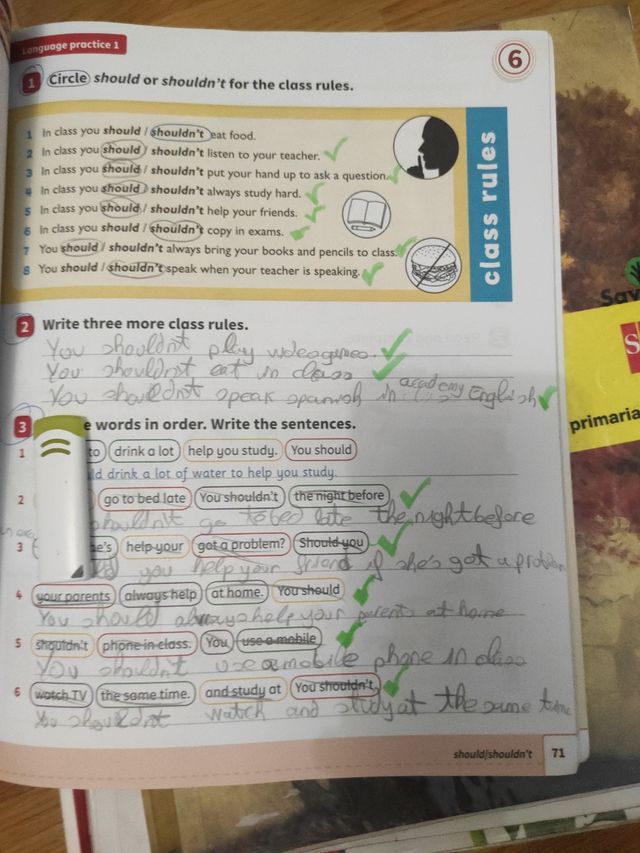 Language practice 1
6
1 Circle should or shouldn't for the class rules.
1 In class you should / shouldn't eat food.
2 In class you should / shouldn't listen to your teacher.
3 In class you should / shouldn't put your hand up to ask a question.
4 In class you should / shouldn't always study hard.
5 In class you should / shouldn't help your friends.
6 In class you should / shouldn't copy in exams.
7 You should / shouldn't always bring your books and pencils to class.
8 You should / shouldn't speak when your teacher is speaking.
class rules
2 Write three more class rules.
You shouldn't play videogames.
You shouldn't eat in class
You shouldn't speak spanish in academy English
3 e words in order. Write the sentences.
1 to drink a lot help you study. You should
ld drink a lot of water to help you study.
2 go to bed late You shouldn't the night before
shouldn't go to bed late the night before
3 he's help your got a problem? Should you
you help your friend if she's got a problem
4 your parents always help at home. You should
You should always help your parents at home
5 shouldn't phone in class. You use a mobile
You shouldn't use a mobile phone in class
6 watch TV the same time. and study at You shouldn't
You shouldn't watch and study at the same time
should/shouldn't 71
Sav
S
primaria